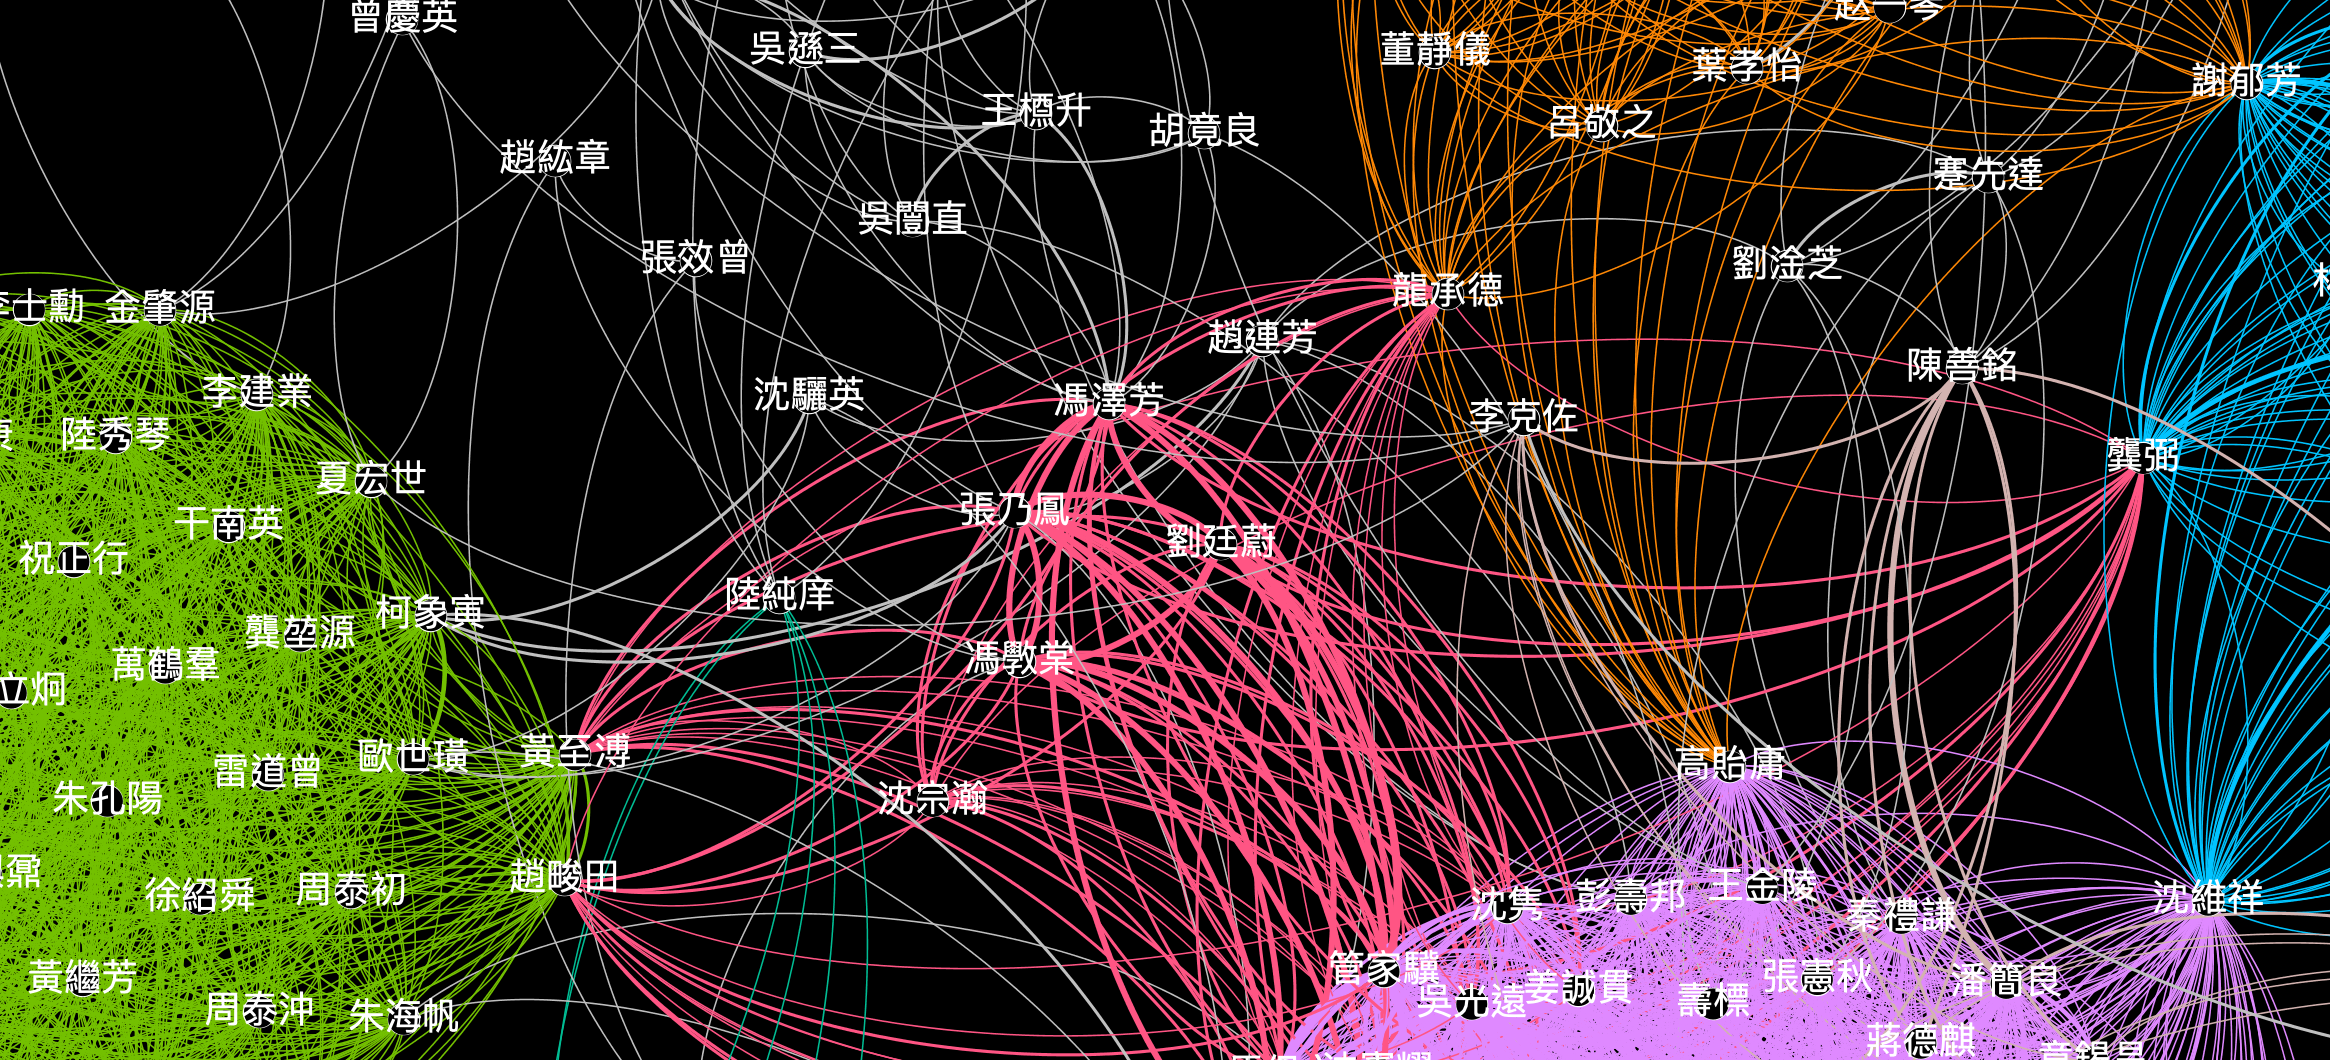 曾慶英
吳遜三
董靜儀
葉孝怡
謝郁芳
王槱升
胡竟良
呂敬之
趙紘章
蹇先達
吳闓直
張效曾
劉淦芝
龍承德
金肇源
趙連芳
陳善銘
李建業
沈驪英
馮澤芳
李克佐
陸秀琴
龔弼
夏宏世
張乃鳳
干南英
劉廷蔚
祝正行
陸純庠
柯象寅
龔堃源
馮斅棠
萬鶴羣
黃至溥
歐世璜
高貽庸
雷道曾
朱孔陽
沈宗瀚
趙畯田
周泰初
徐紹舜
王金陵
彭壽邦
沈雋
沈維祥
秦禮謙
管家驥
黃繼芳
張憲秋
潘簡良
姜誠貫
吳光遠
壽標
周泰沖
朱海帆
蔣德麒